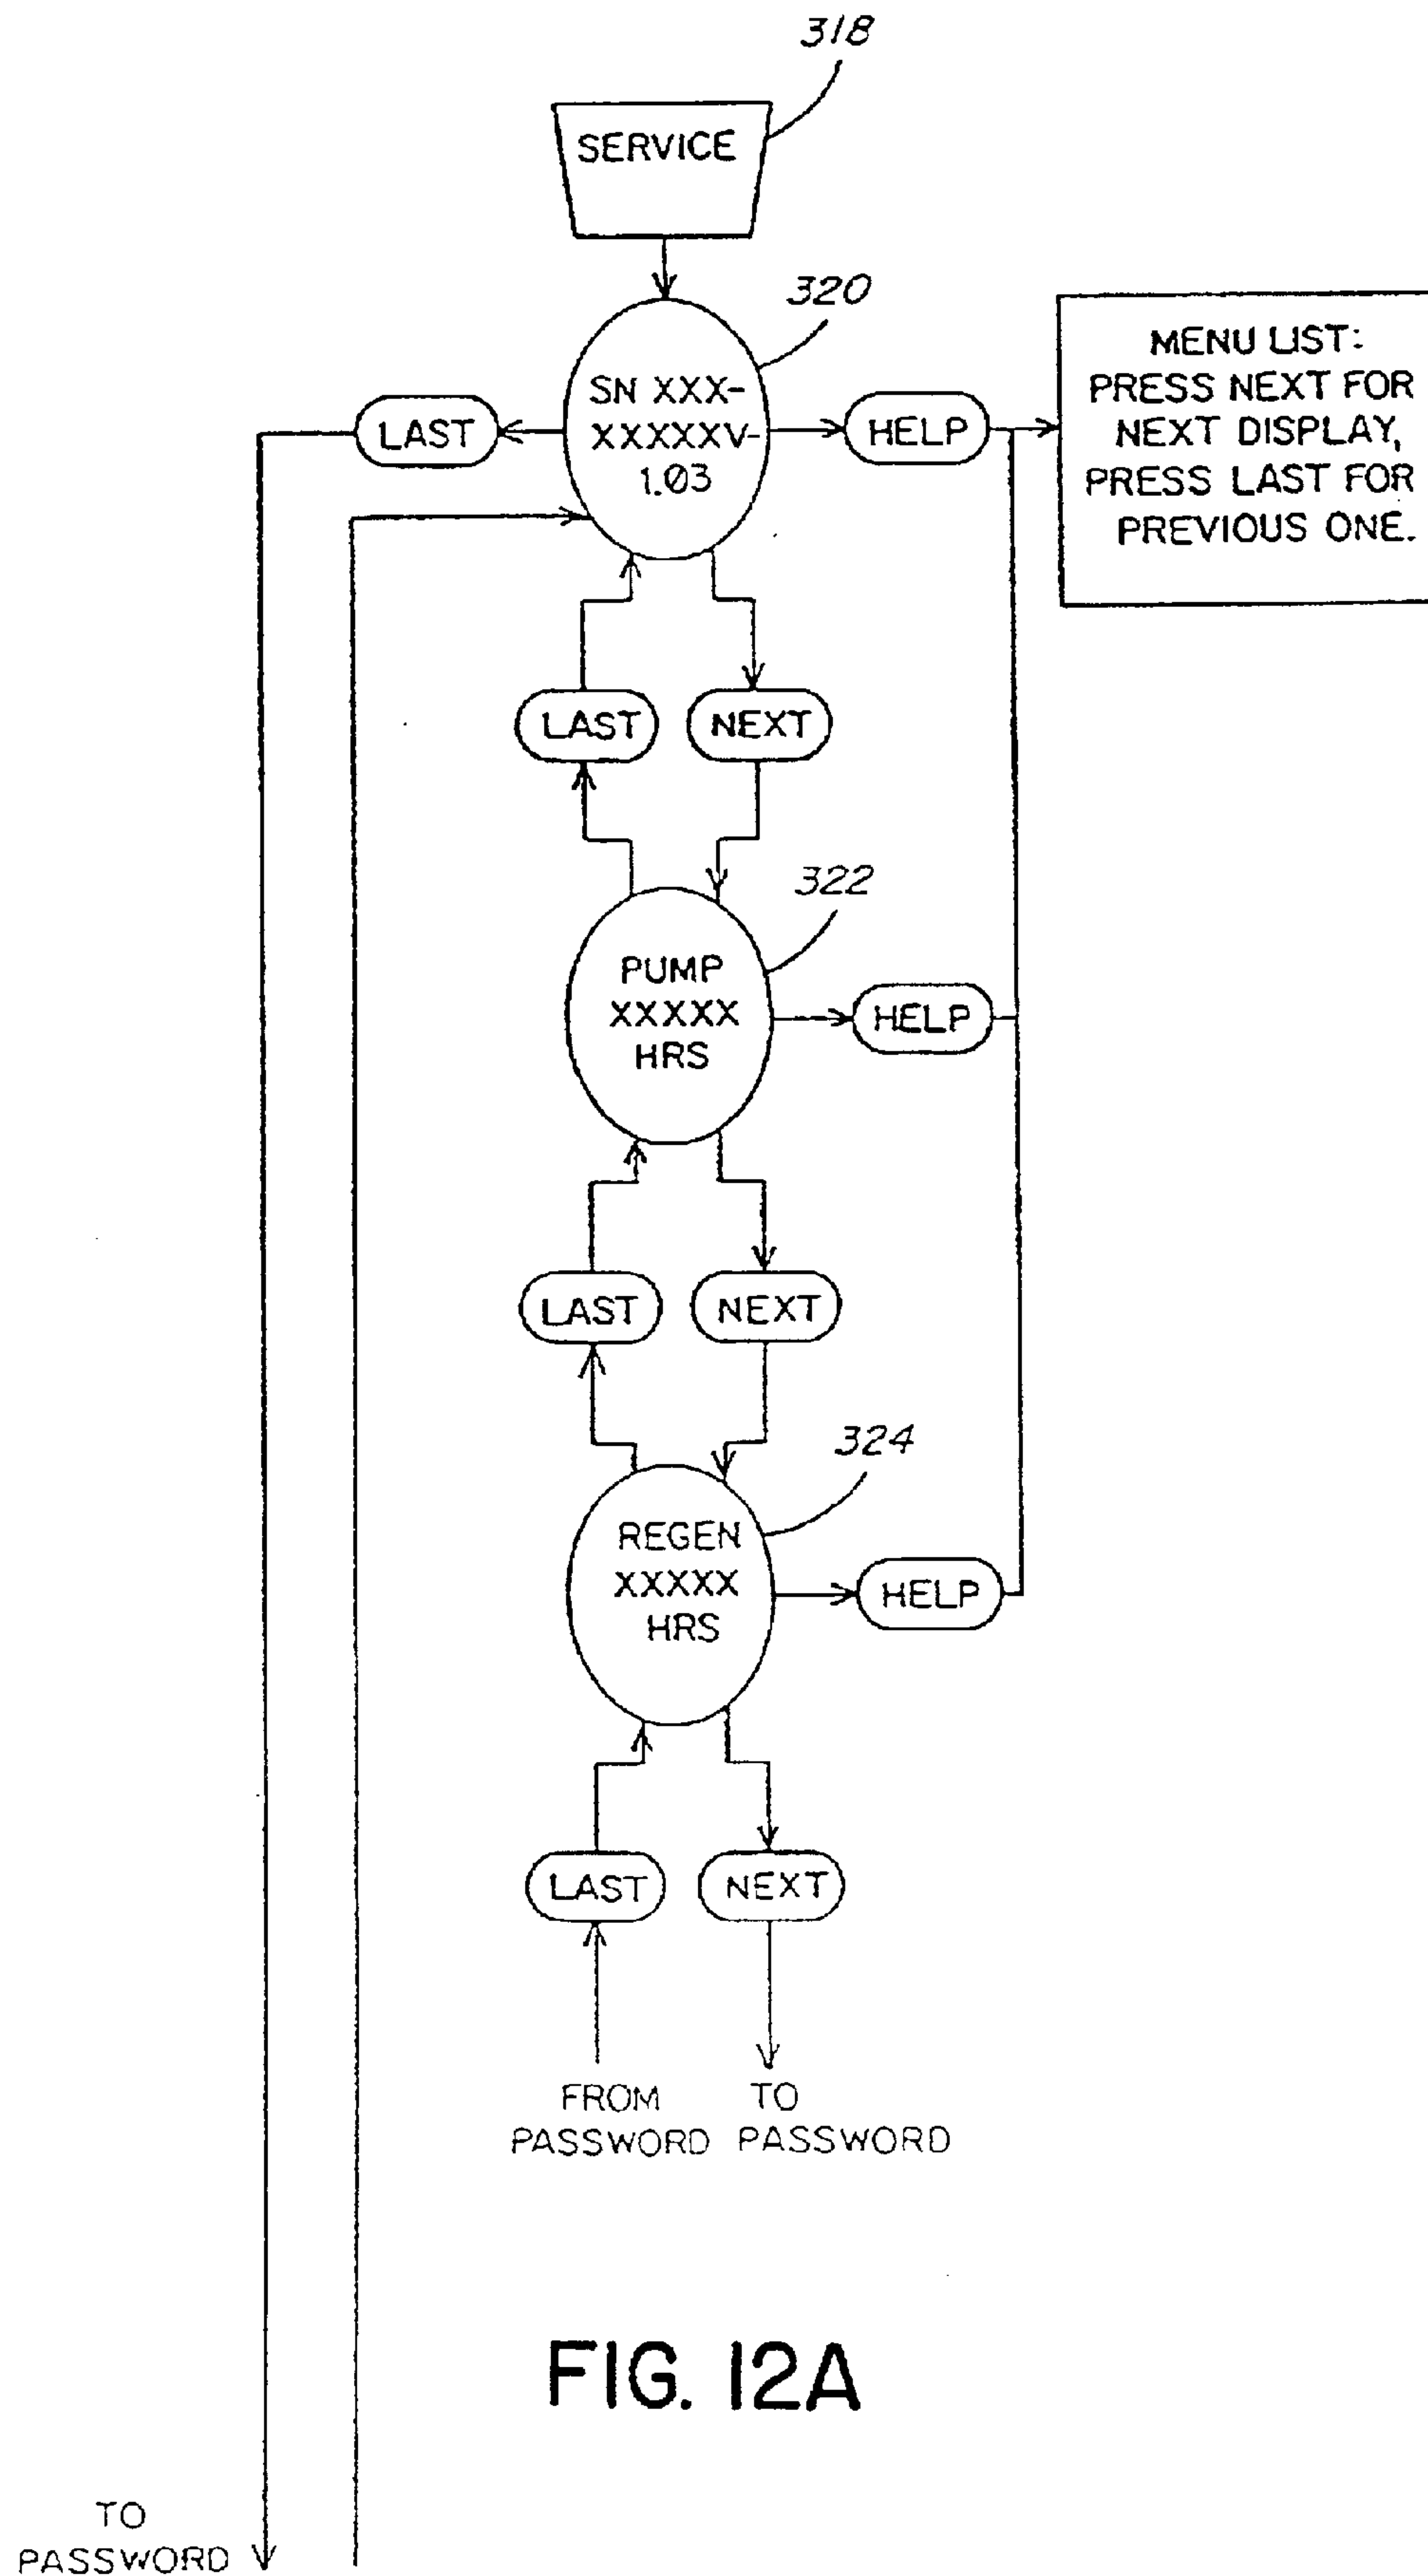 318
SERVICE
320
SN XXX-
XXXXXV-
1.03
LAST
HELP
MENU LIST:
PRESS NEXT FOR
NEXT DISPLAY,
PRESS LAST FOR
PREVIOUS ONE.
LAST
NEXT
322
PUMP
XXXXX
HRS
HELP
LAST
NEXT
324
REGEN
XXXXX
HRS
HELP
LAST
NEXT
FROM
PASSWORD
TO
PASSWORD
FIG. 12A
TO
PASSWORD